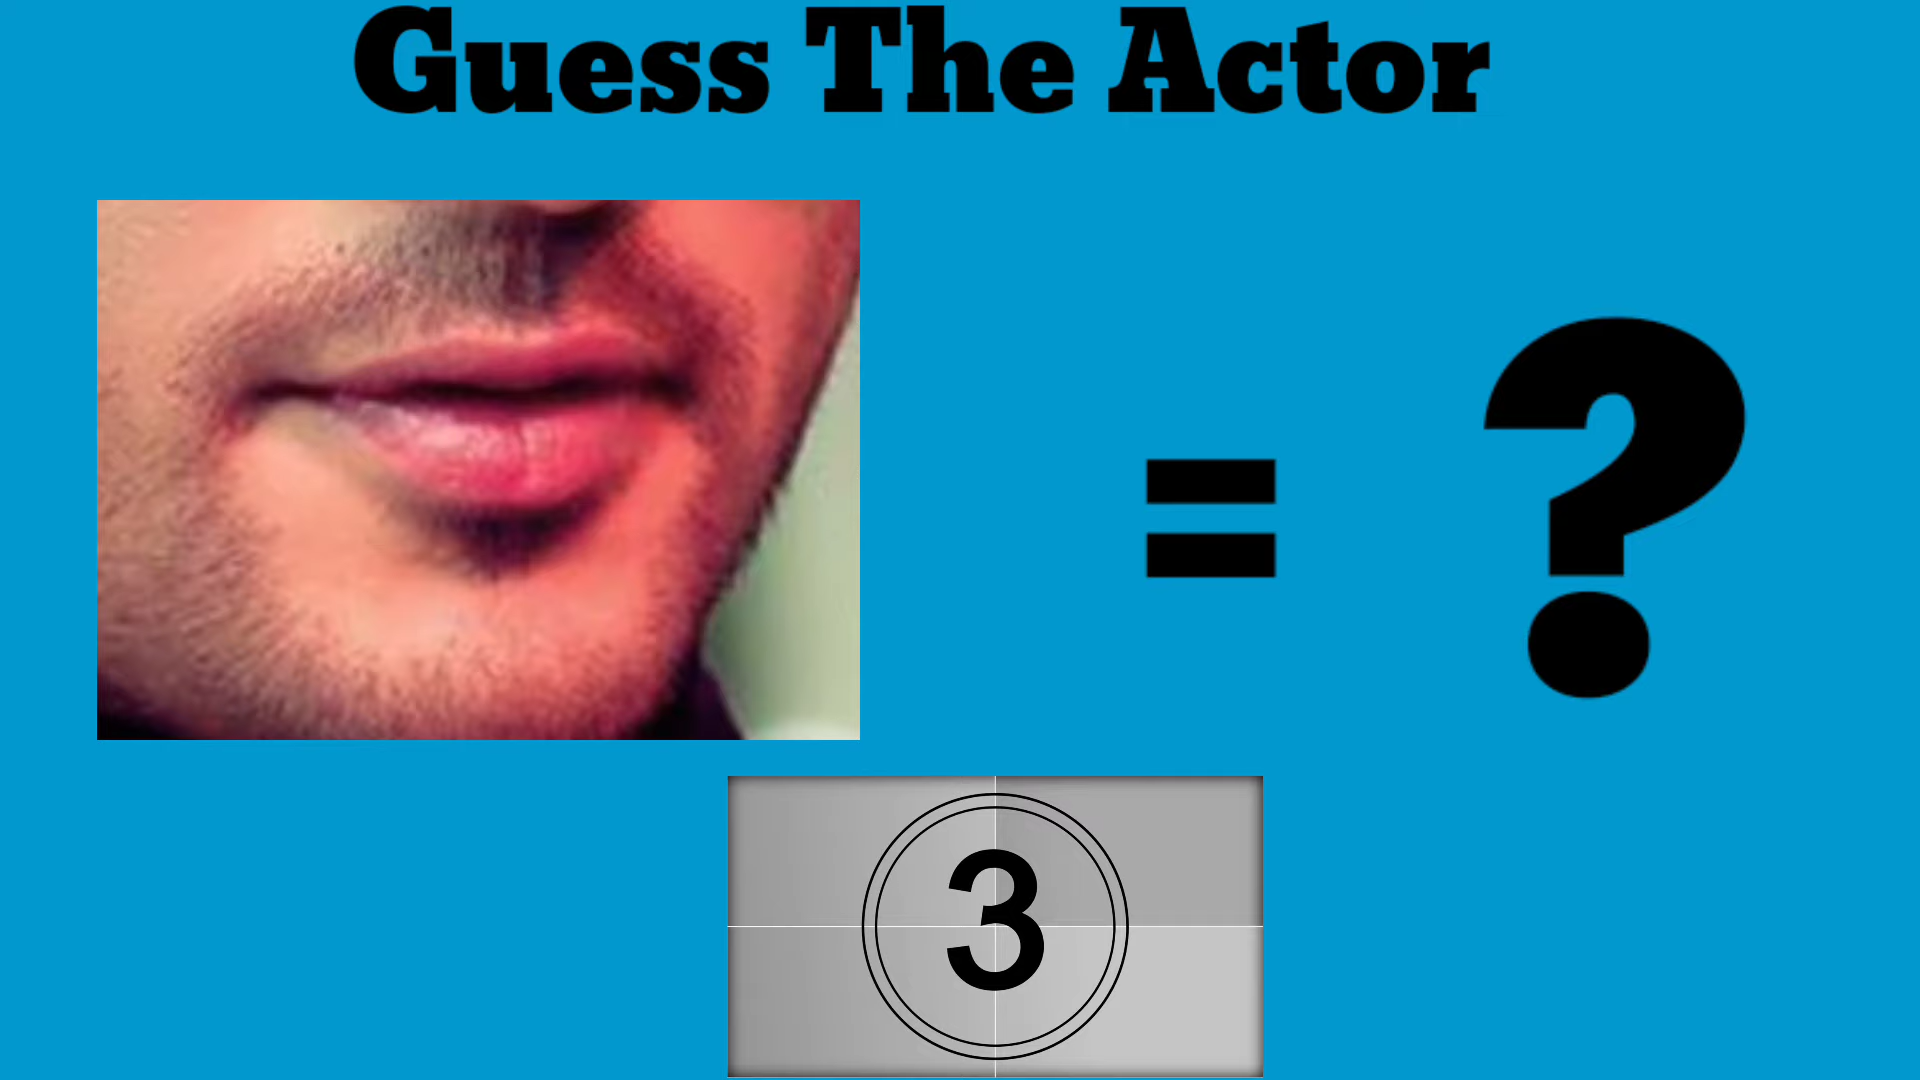 Guess The Actor
= ?
3